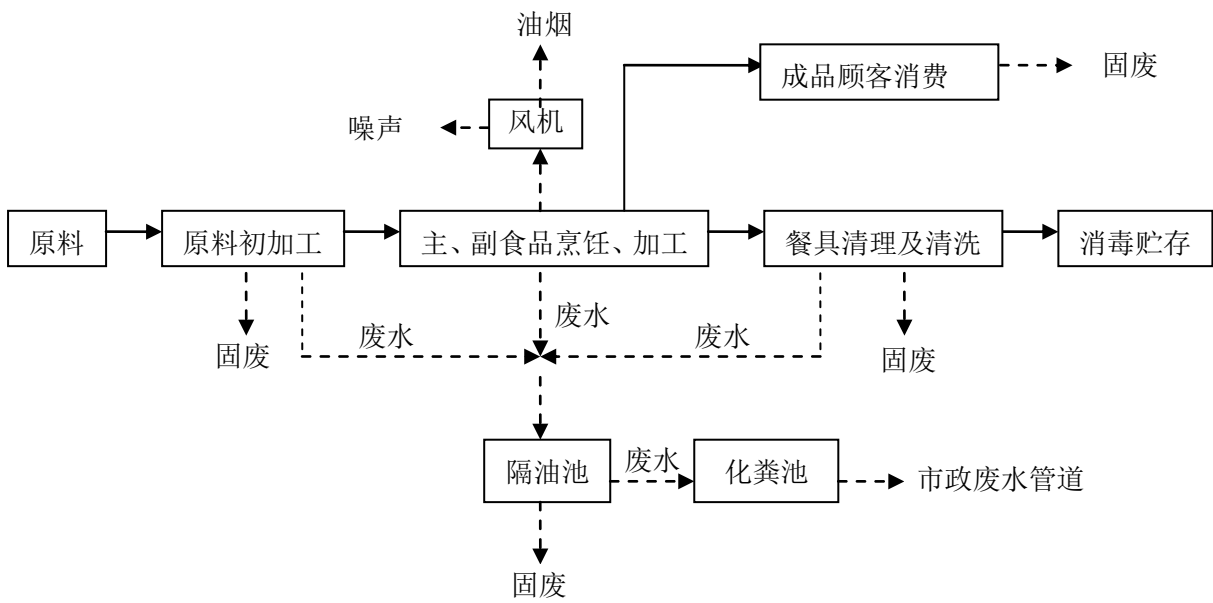 油烟
成品顾客消费
固废
噪声
风机
原料
原料初加工
主、副食品烹饪、加工
餐具清理及清洗
消毒贮存
废水
废水
废水
固废
固废
隔油池
废水
化粪池
市政废水管道
固废